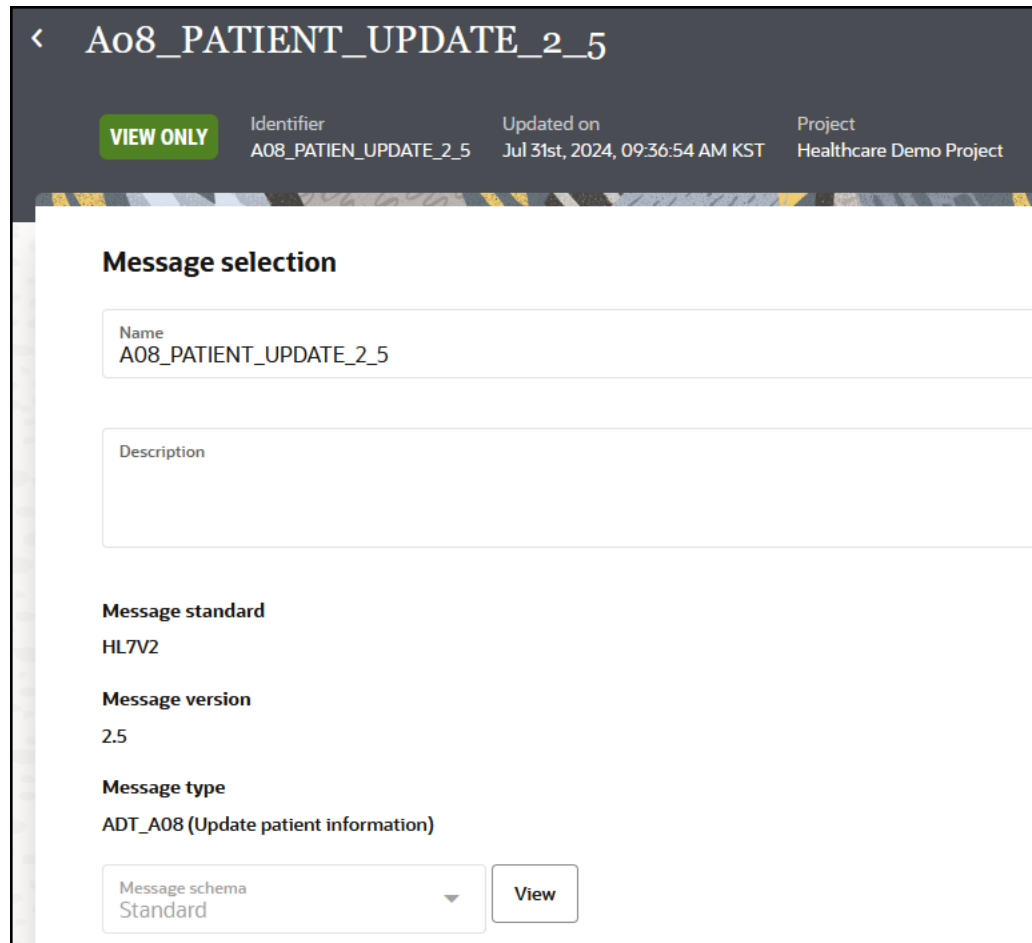 A08_PATIENT_UPDATE_2_5
VIEW ONLY
Identifier
A08_PATIEN_UPDATE_2_5
Updated on
Jul 31st, 2024, 09:36:54 AM KST
Project
Healthcare Demo Project
Message selection
Name
A08_PATIENT_UPDATE_2_5
Description
Message standard
HL7V2
Message version
2.5
Message type
ADT_A08 (Update patient information)
Message schema
Standard
View